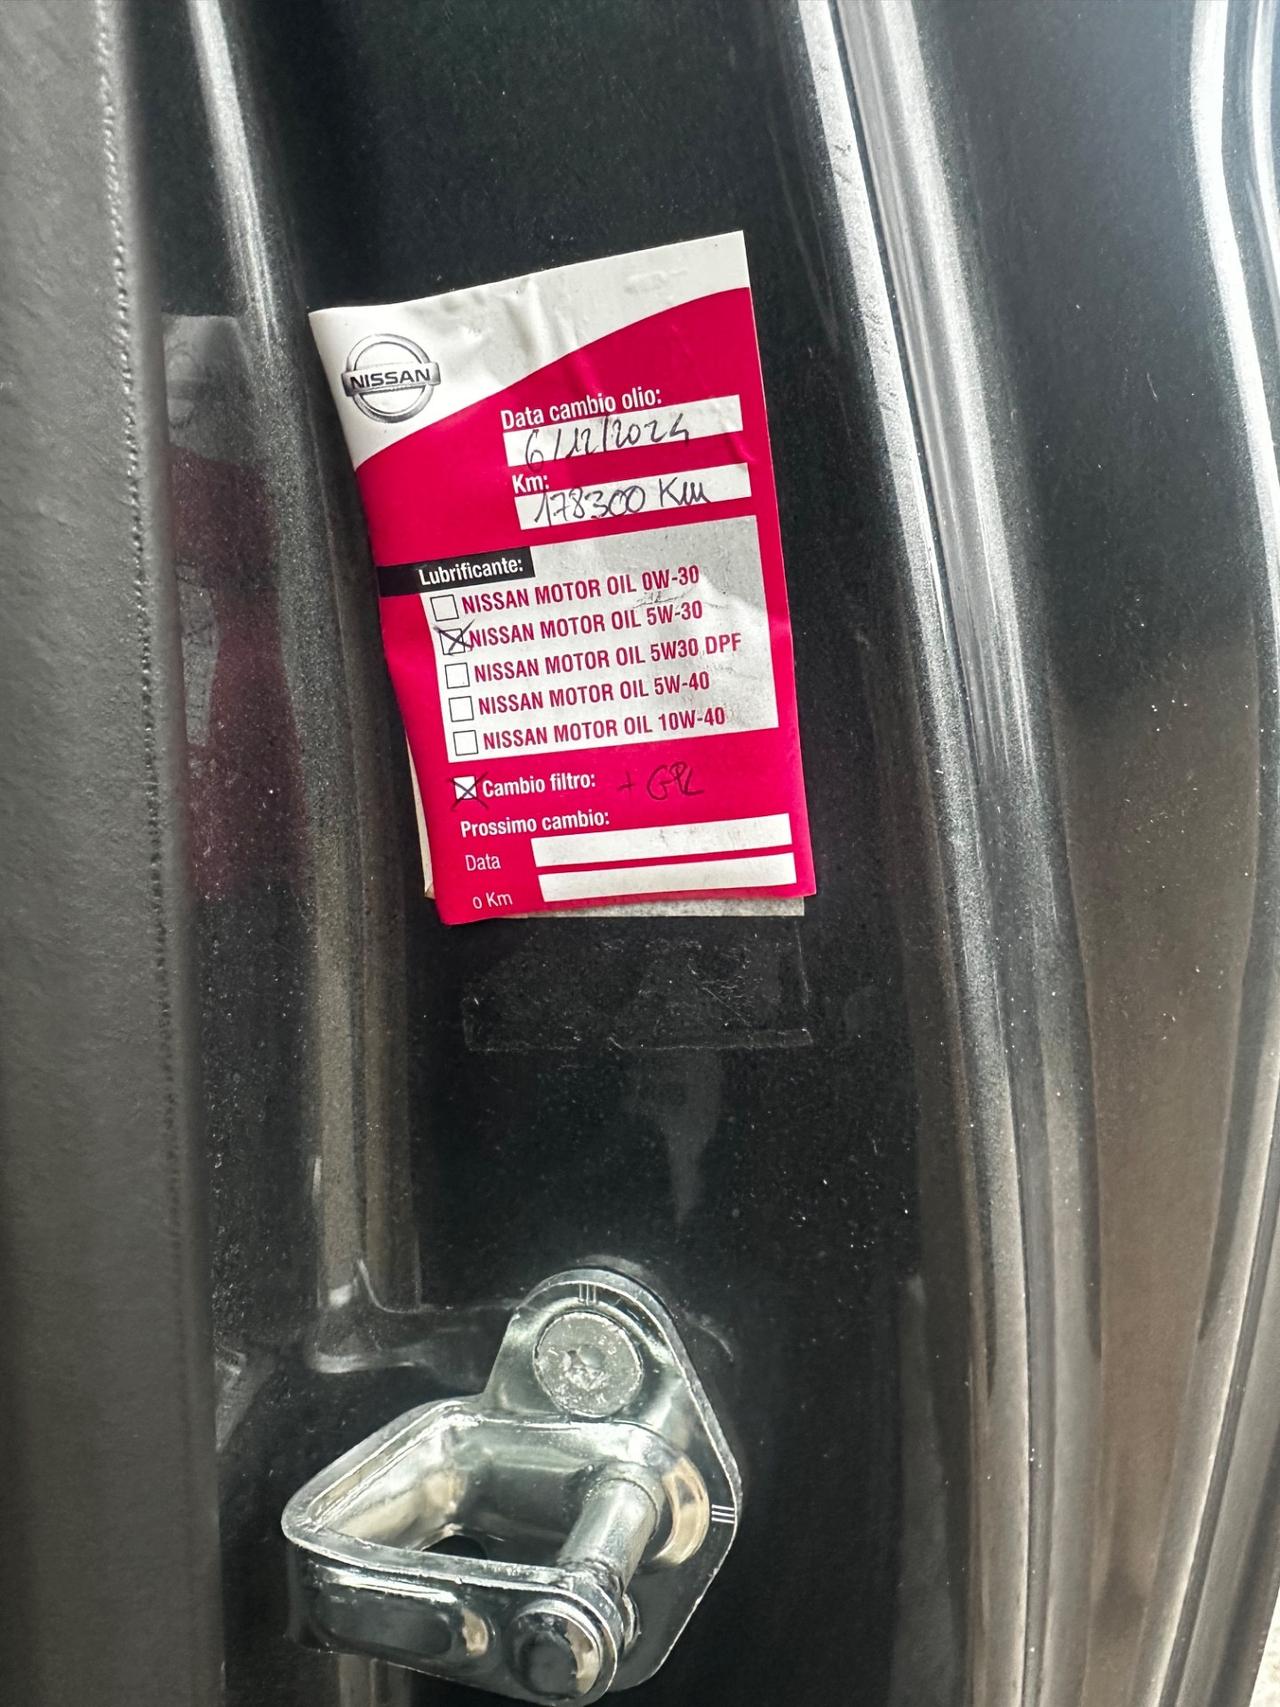 NISSAN
Data cambio olio:
6/12/2024
Km:
178300 Km
Lubrificante:
NISSAN MOTOR OIL 0W-30
NISSAN MOTOR OIL 5W-30
NISSAN MOTOR OIL 5W30 DPF
NISSAN MOTOR OIL 5W-40
NISSAN MOTOR OIL 10W-40
Cambio filtro: + GPL
Prossimo cambio:
Data
o Km